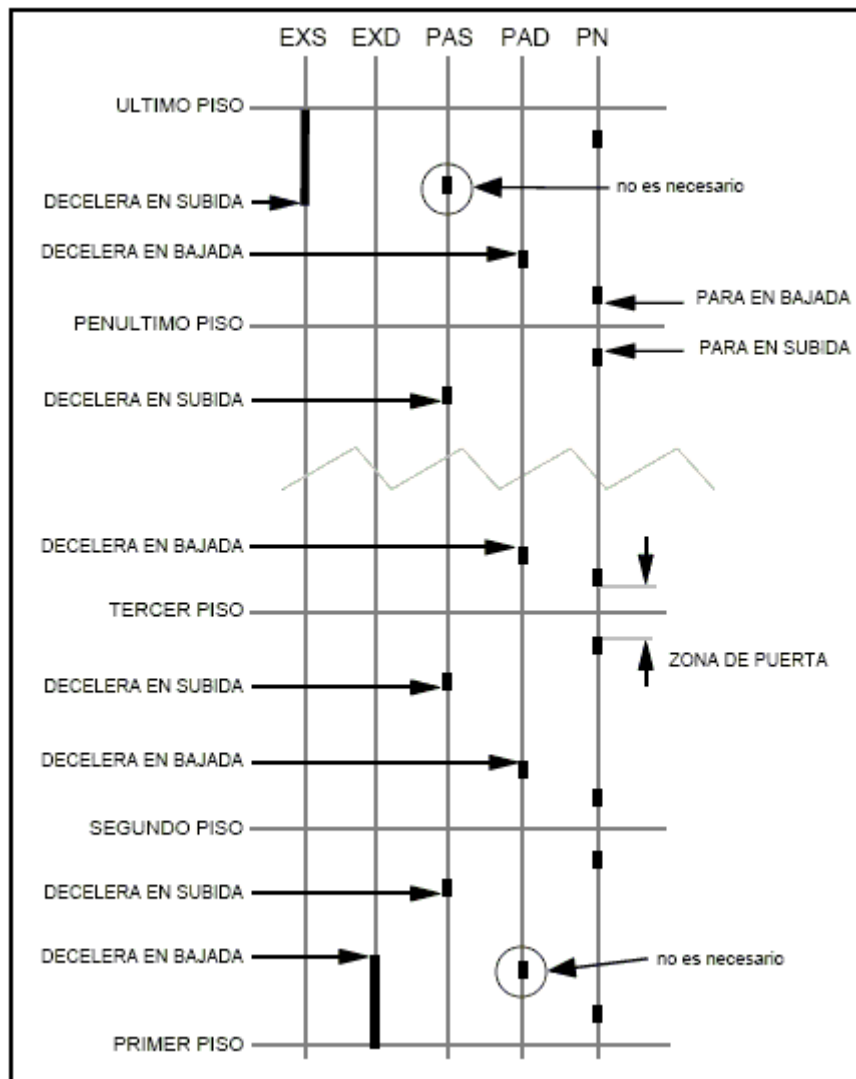 EXS EXD PAS PAD PN
ULTIMO PISO
no es necesario
DECELERA EN SUBIDA
DECELERA EN BAJADA
PARA EN BAJADA
PENULTIMO PISO
PARA EN SUBIDA
DECELERA EN SUBIDA
DECELERA EN BAJADA
TERCER PISO
ZONA DE PUERTA
DECELERA EN SUBIDA
DECELERA EN BAJADA
SEGUNDO PISO
DECELERA EN SUBIDA
DECELERA EN BAJADA
no es necesario
PRIMER PISO